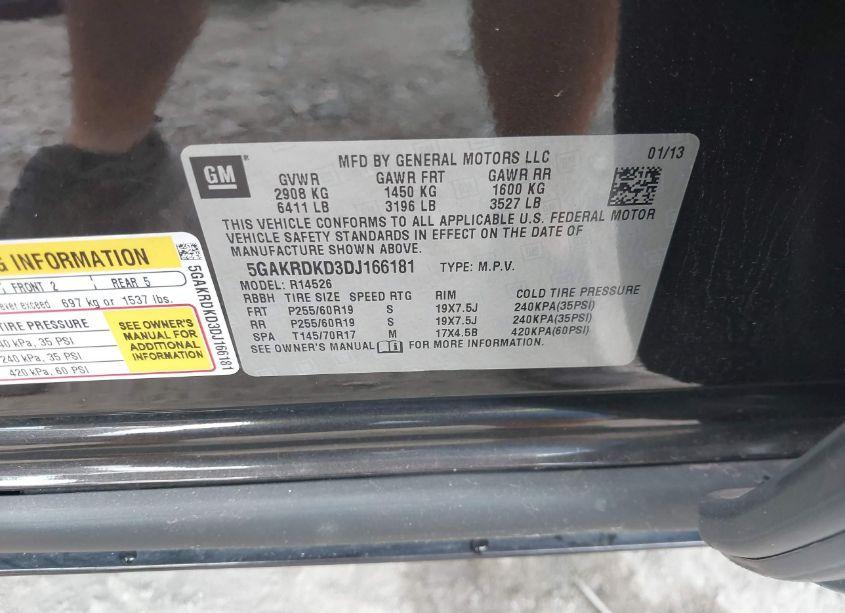 GM
MFD BY GENERAL MOTORS LLC 01/13
GVWR GAWR FRT GAWR RR
2908 KG 1450 KG 1600 KG
6411 LB 3196 LB 3527 LB
THIS VEHICLE CONFORMS TO ALL APPLICABLE U.S. FEDERAL MOTOR
VEHICLE SAFETY STANDARDS IN EFFECT ON THE DATE OF
MANUFACTURE SHOWN ABOVE.
5GAKRDKD3DJ166181 TYPE: M.P.V.
MODEL: R14526
RBBH TIRE SIZE SPEED RTG RIM COLD TIRE PRESSURE
FRT P255/60R19 S 19X7.5J 240KPA(35PSI)
RR P255/60R19 S 19X7.5J 240KPA(35PSI)
SPA T145/70R17 M 17X4.5B 420KPA(60PSI)
SEE OWNER'S MANUAL FOR MORE INFORMATION
INFORMATION
FRONT 2 REAR 5
exceed 697 kg or 1537 lbs.
TIRE PRESSURE
kPa, 35 PSI
240 kPa, 35 PSI
420 kPa, 60 PSI
SEE OWNER'S
MANUAL FOR
ADDITIONAL
INFORMATION
5GAKRDKD3DJ166181